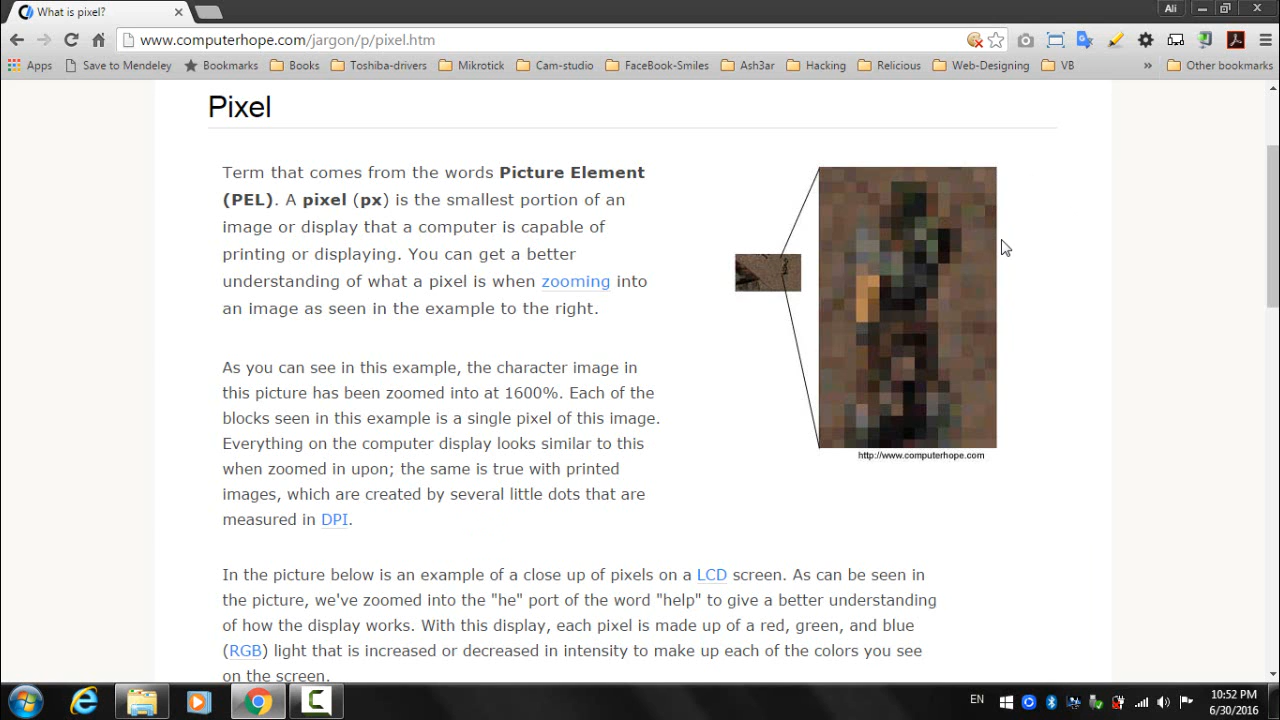 What is pixel?
Ali
www.computerhope.com/jargon/p/pixel.htm
Apps Save to Mendeley Bookmarks Books Toshiba-drivers Mikrotick Cam-studio FaceBook-Smiles Ash3ar Hacking Relicious Web-Designing VB » Other bookmarks
Pixel
Term that comes from the words Picture Element
(PEL). A pixel (px) is the smallest portion of an
image or display that a computer is capable of
printing or displaying. You can get a better
understanding of what a pixel is when zooming into
an image as seen in the example to the right.
http://www.computerhope.com
As you can see in this example, the character image in
this picture has been zoomed into at 1600%. Each of the
blocks seen in this example is a single pixel of this image.
Everything on the computer display looks similar to this
when zoomed in upon; the same is true with printed
images, which are created by several little dots that are
measured in DPI.
In the picture below is an example of a close up of pixels on a LCD screen. As can be seen in
the picture, we've zoomed into the "he" port of the word "help" to give a better understanding
of how the display works. With this display, each pixel is made up of a red, green, and blue
(RGB) light that is increased or decreased in intensity to make up each of the colors you see
on the screen.
EN
10:52 PM
6/30/2016